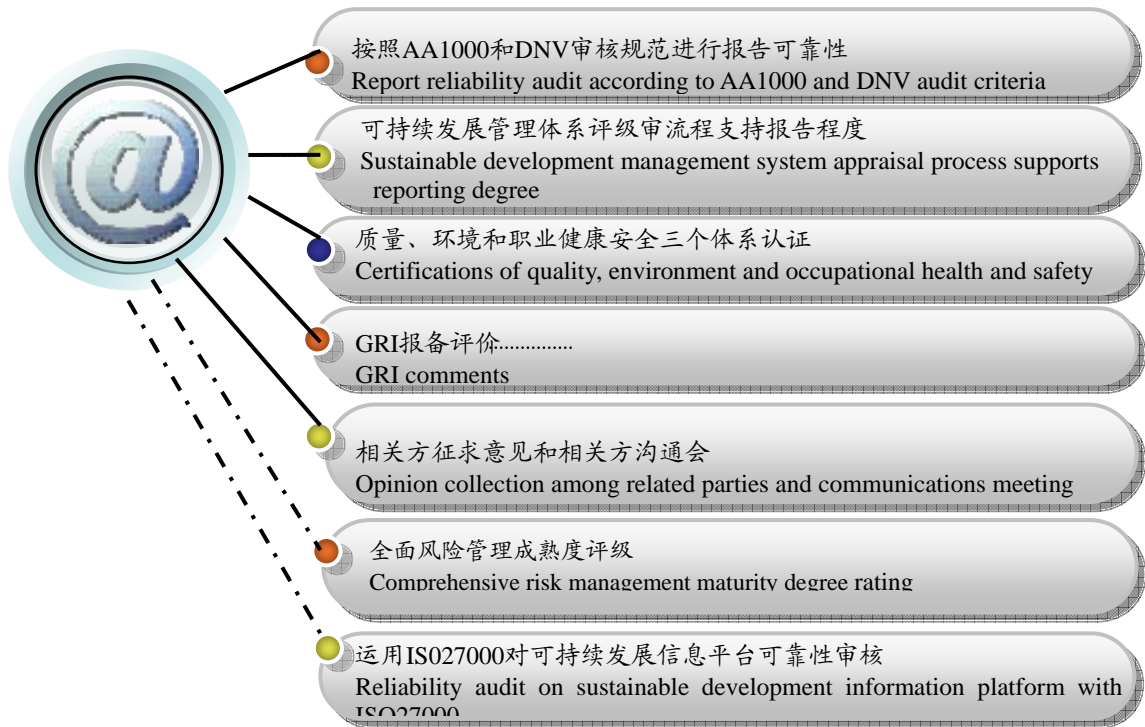 按照AA1000和DNV审核规范进行报告可靠性
Report reliability audit according to AA1000 and DNV audit criteria
可持续发展管理体系评级审流程支持报告程度
Sustainable development management system appraisal process supports
reporting degree
质量、环境和职业健康安全三个体系认证
Certifications of quality, environment and occupational health and safety
GRI报备评价...............
GRI comments
相关方征求意见和相关方沟通会
Opinion collection among related parties and communications meeting
全面风险管理成熟度评级
Comprehensive risk management maturity degree rating
运用IS027000对可持续发展信息平台可靠性审核
Reliability audit on sustainable development information platform with
ISO27000
@